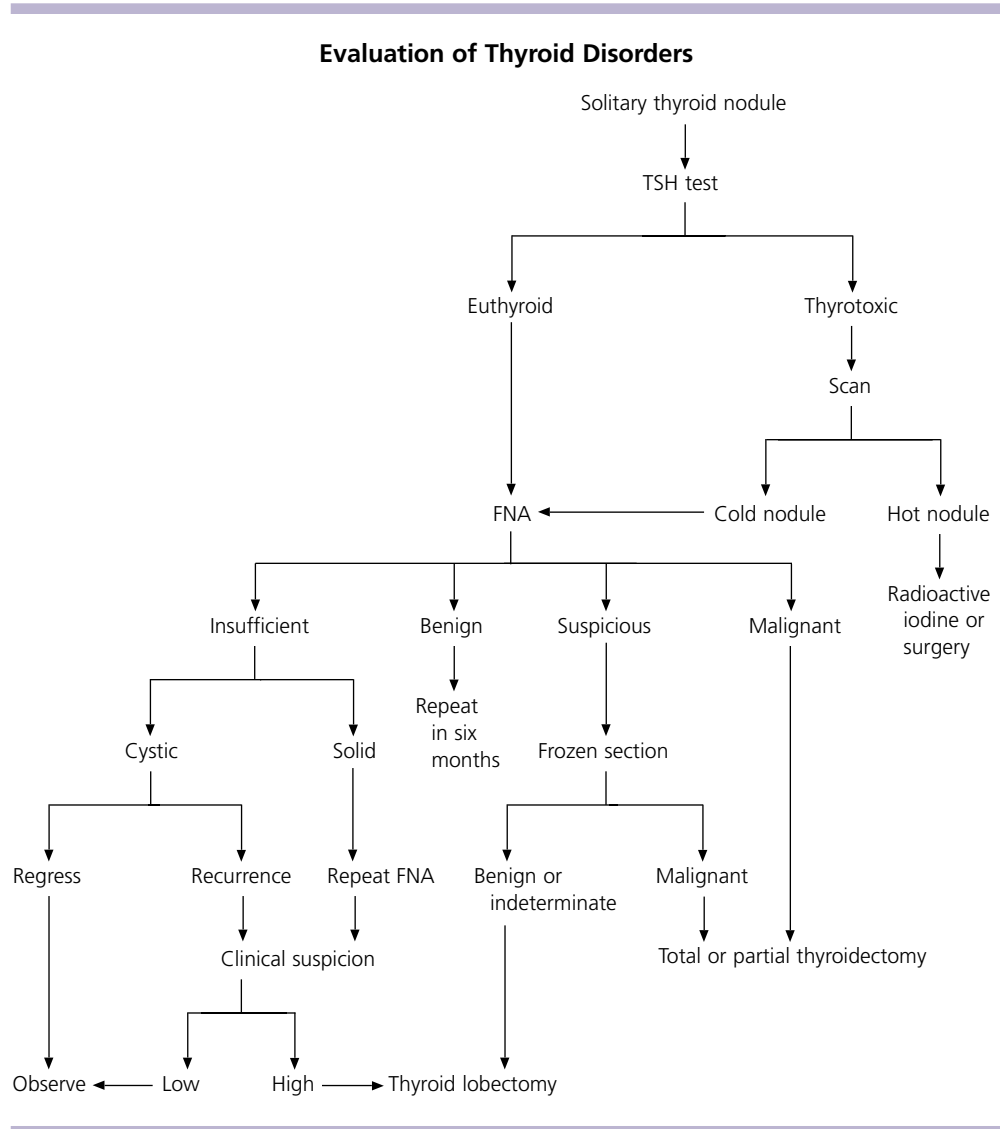 Evaluation of Thyroid Disorders
Solitary thyroid nodule
TSH test
Euthyroid
Thyrotoxic
Scan
FNA
Cold nodule
Hot nodule
Radioactive
iodine or
surgery
Insufficient
Benign
Suspicious
Malignant
Repeat
in six
months
Cystic
Solid
Frozen section
Regress
Recurrence
Repeat FNA
Benign or
indeterminate
Malignant
Clinical suspicion
Total or partial thyroidectomy
Observe
Low
High
Thyroid lobectomy